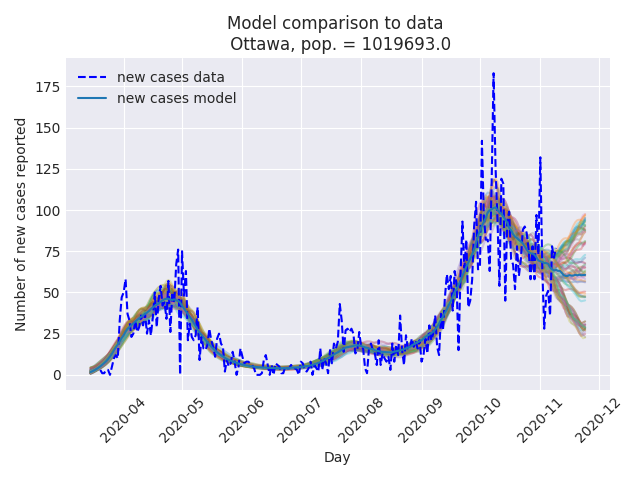 Model comparison to data
Ottawa, pop. = 1019693.0
new cases data
new cases model
Number of new cases reported
175
150
125
100
75
50
25
0
2020-04
2020-05
2020-06
2020-07
2020-08
2020-09
2020-10
2020-11
2020-12
Day